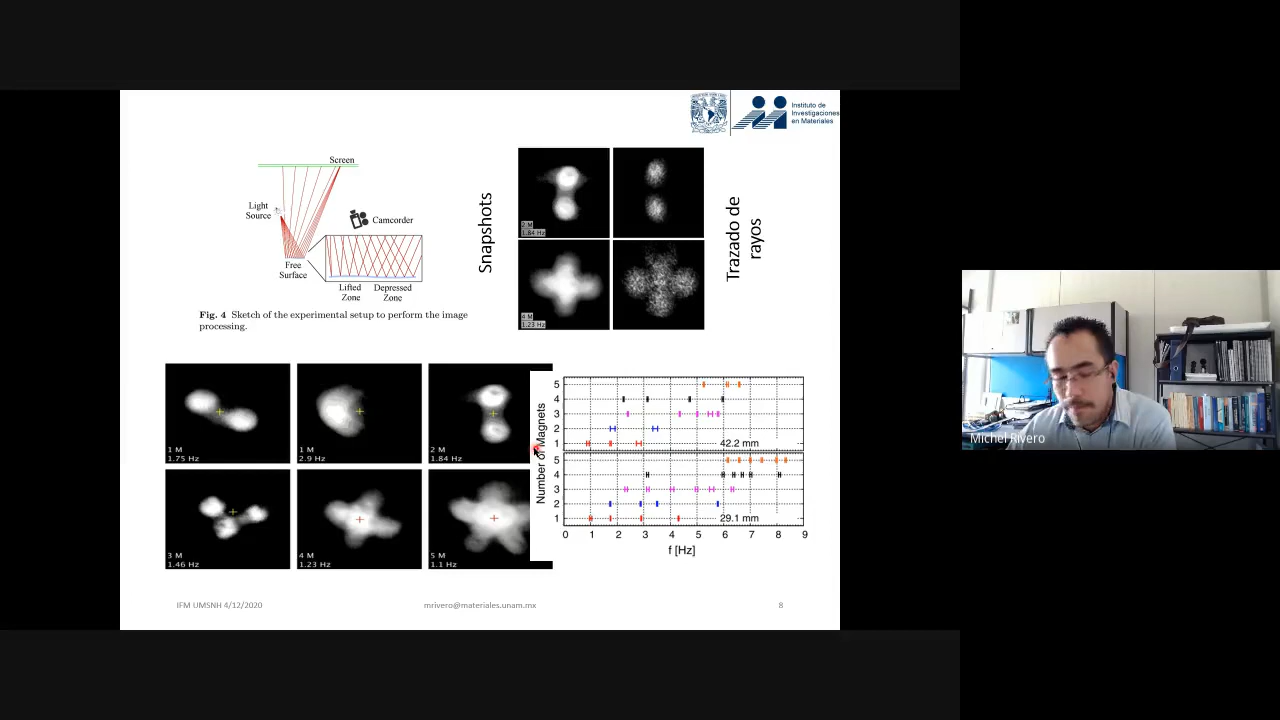 Instituto de
Investigaciones
en Materiales
Screen
Light
Source
Camcorder
Free
Surface
Lifted
Zone
Depressed
Zone
Fig. 4 Sketch of the experimental setup to perform the image
processing.
Snapshots
2 M
1.84 Hz
4 M
1.23 Hz
Trazado de
rayos
1 M
1.75 Hz
1 M
2.9 Hz
2 M
1.84 Hz
3 M
1.46 Hz
4 M
1.23 Hz
5 M
1.1 Hz
Number of Magnets
5
4
3
2
1
42.2 mm
5
4
3
2
1
29.1 mm
0 1 2 3 4 5 6 7 8 9
f [Hz]
IFM UMSNH 4/12/2020
mrivero@materiales.unam.mx
8
Michel Rivero